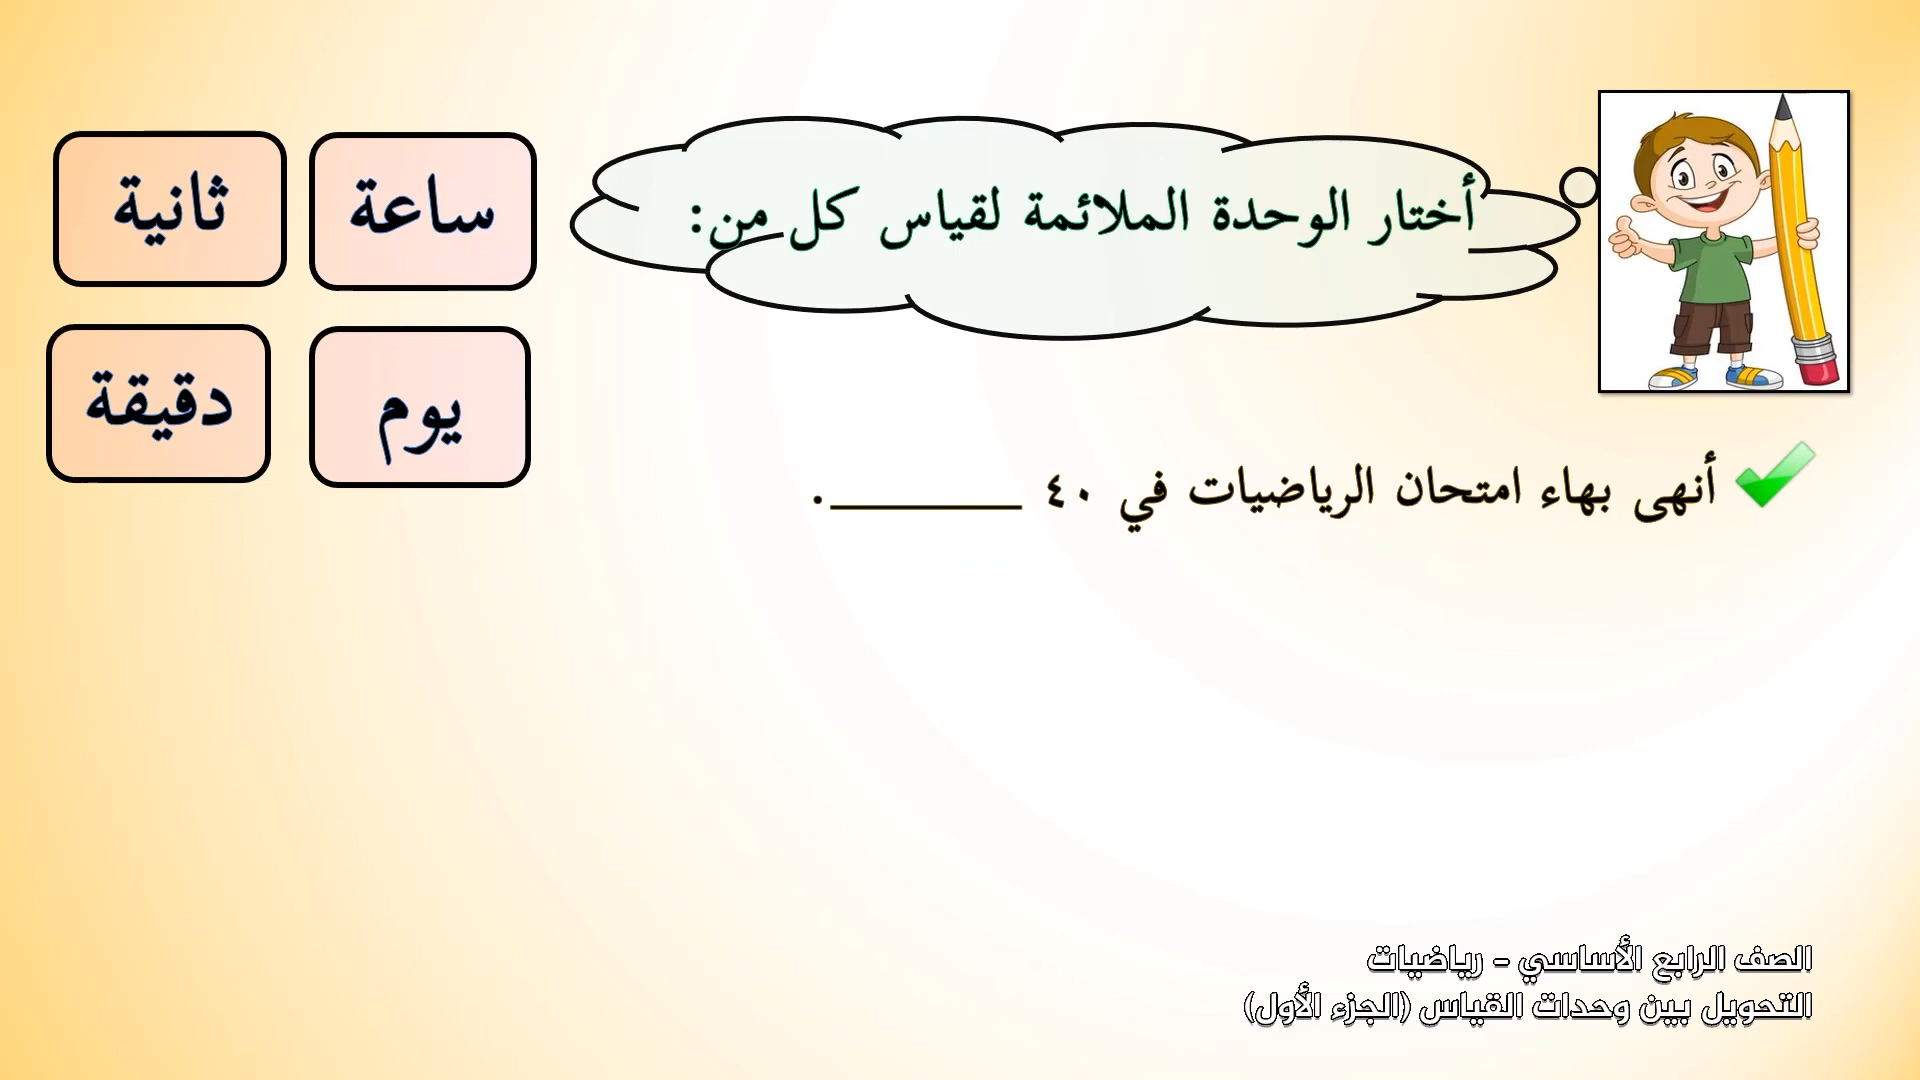 أختار الوحدة الملائمة لقياس كل من:
ساعة
ثانية
يوم
دقيقة
أنهى بهاء امتحان الرياضيات في ٤٠ ________.
الصف الرابع الأساسي - رياضيات
التحويل بين وحدات القياس (الجزء الأول)